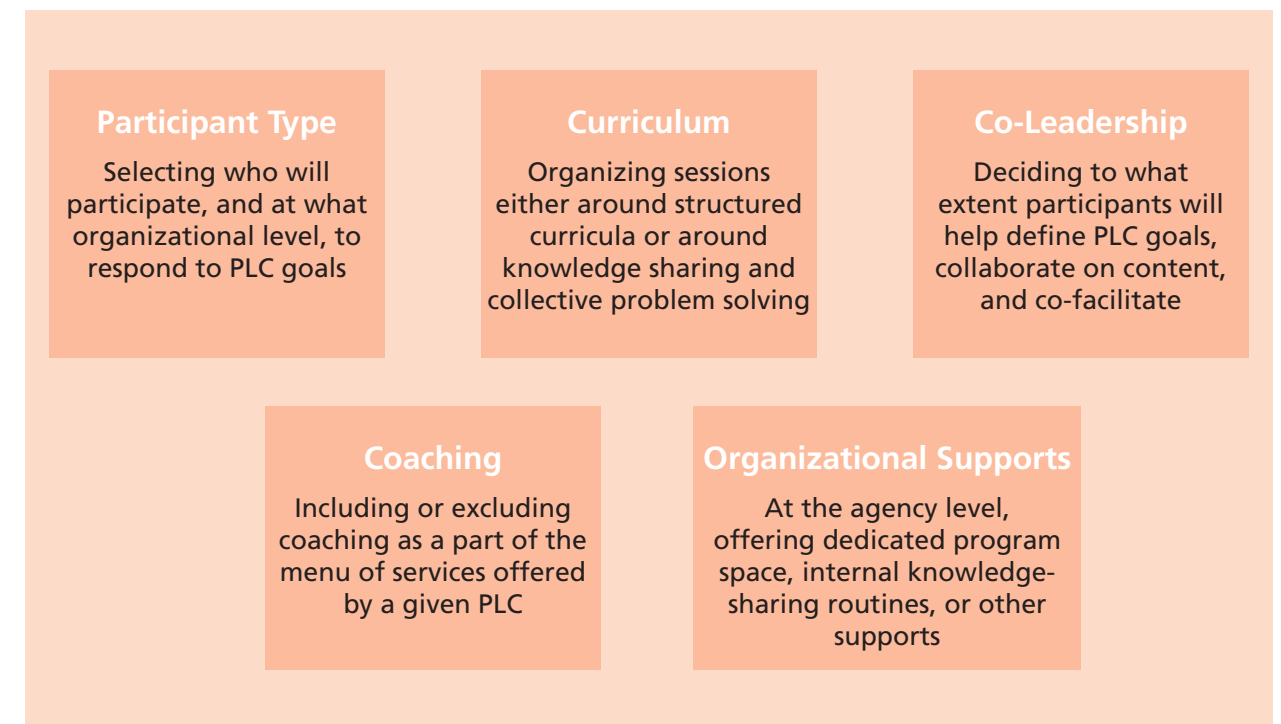 Participant Type
Selecting who will
participate, and at what
organizational level, to
respond to PLC goals
Curriculum
Organizing sessions
either around structured
curricula or around
knowledge sharing and
collective problem solving
Co-Leadership
Deciding to what
extent participants will
help define PLC goals,
collaborate on content,
and co-facilitate
Coaching
Including or excluding
coaching as a part of the
menu of services offered
by a given PLC
Organizational Supports
At the agency level,
offering dedicated program
space, internal knowledge-
sharing routines, or other
supports